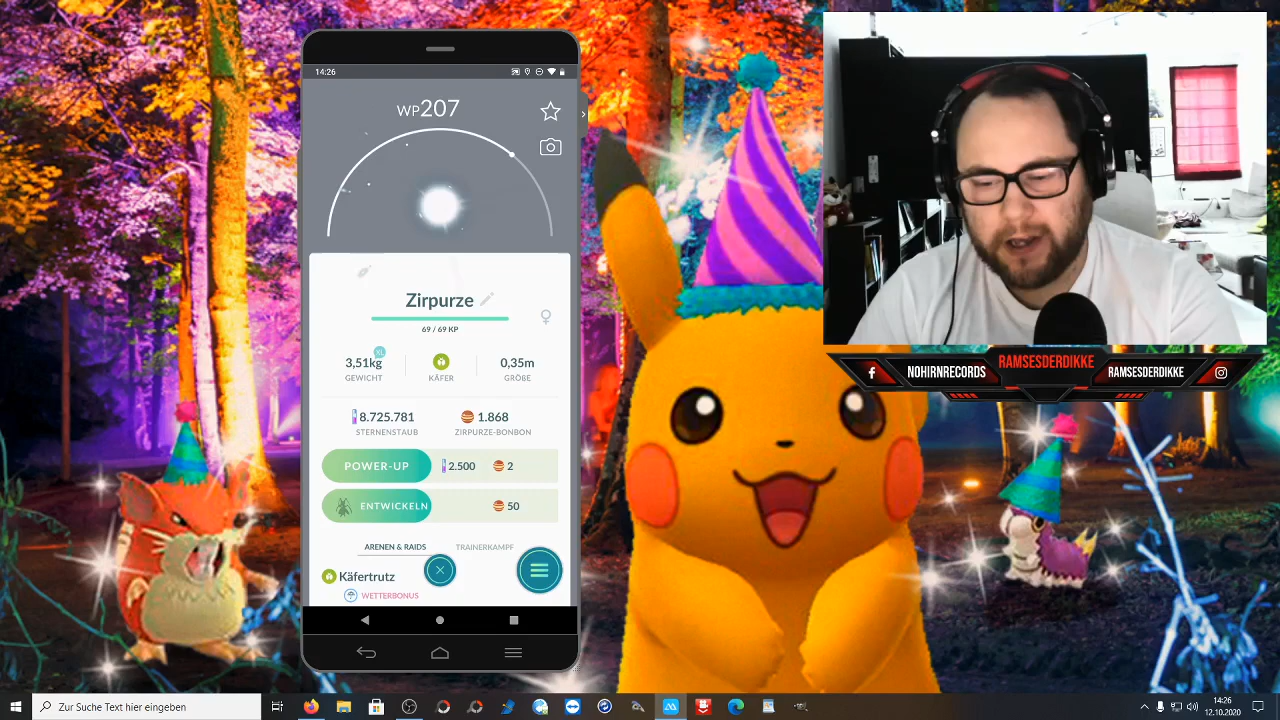 14:26
WP207
Zirpurze
69 / 69 KP
XL
3,51kg
GEWICHT
KÄFER
0,35m
GRÖßE
8.725.781
STERNENSTAUB
1.868
ZIRPURZE-BONBON
POWER-UP 2.500 2
ENTWICKELN 50
ARENEN & RAIDS TRAINERKAMPF
Käfertrutz
WETTERBONUS
RAMSESDERDIKKE
NOHIRNRECORDS
RAMSESDERDIKKE
Zur Suche Text hier eingeben
14:26
12.10.2020